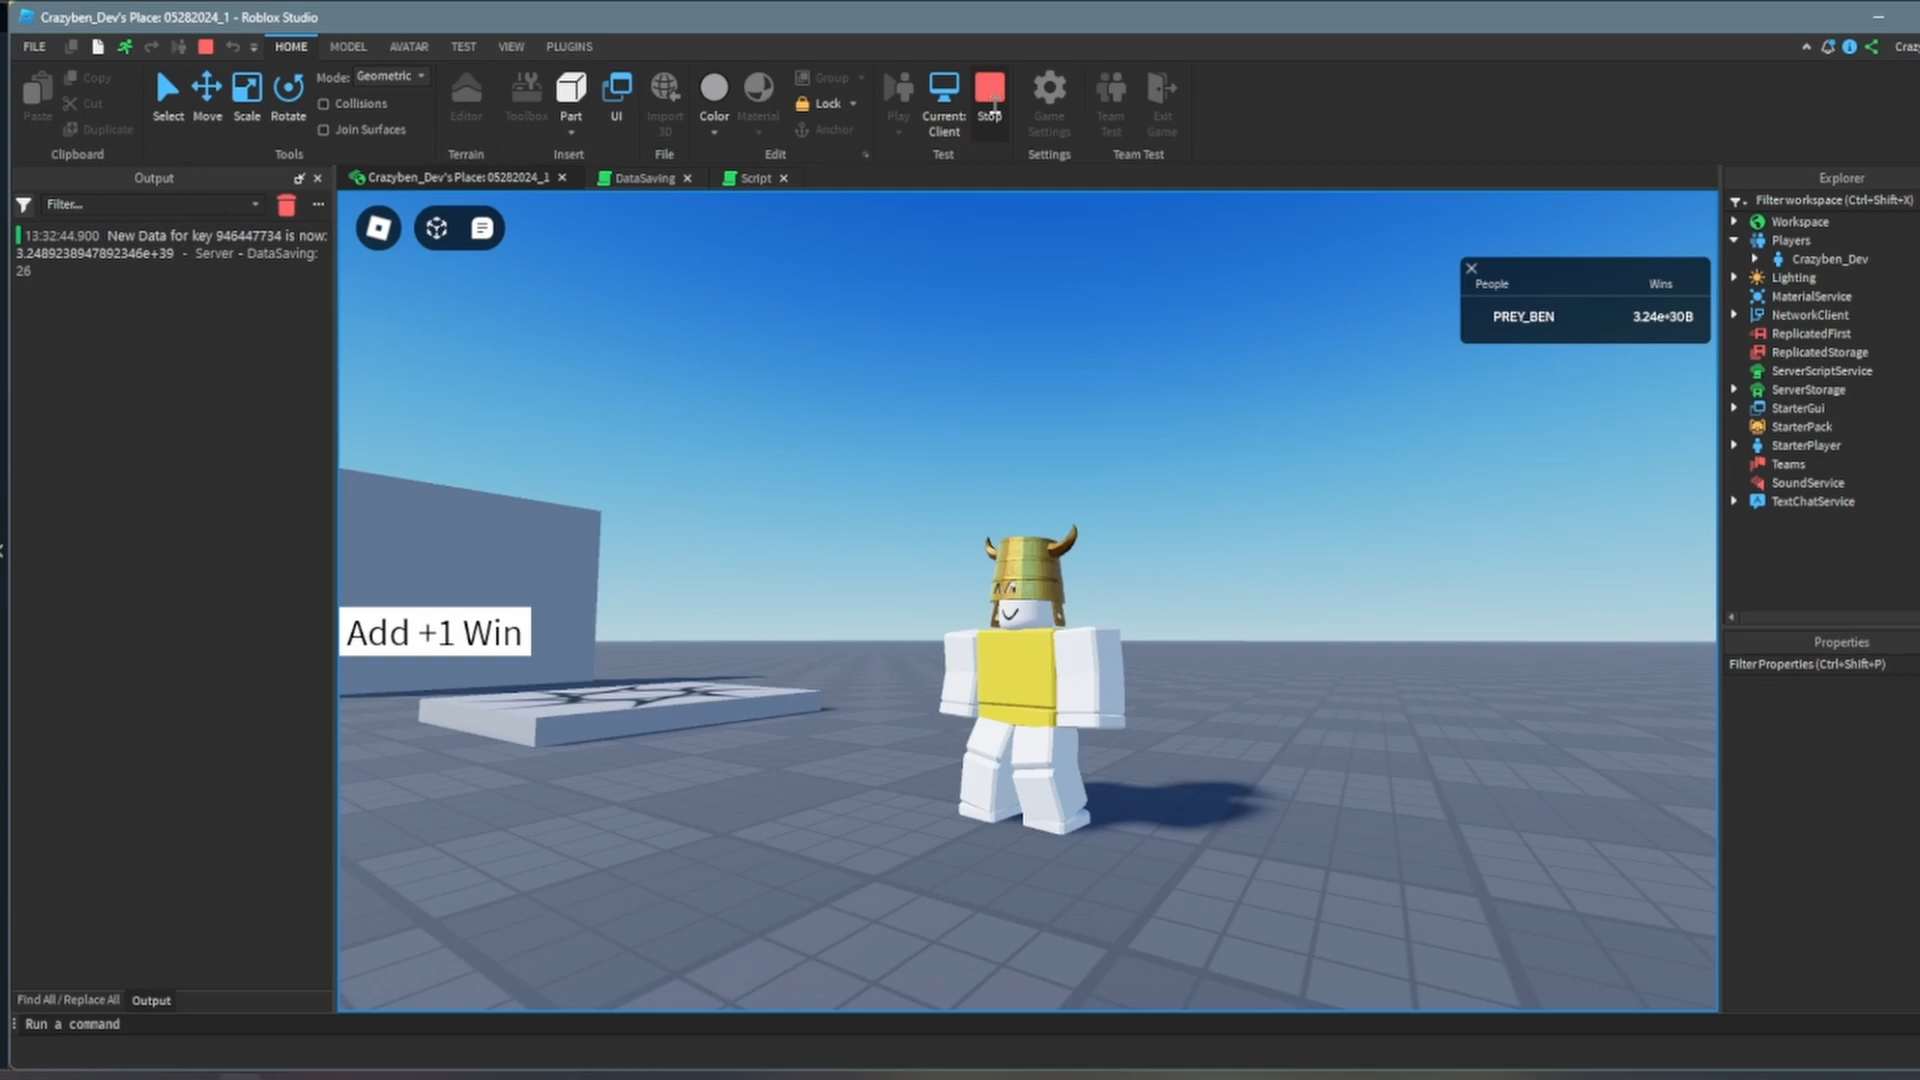 Crazyben_Dev's Place: 05282024_1 - Roblox Studio
FILE HOME MODEL AVATAR TEST VIEW PLUGINS Crazy
Paste Copy Cut Duplicate
Clipboard
Select Move Scale Rotate
Mode: Geometric
Collisions
Join Surfaces
Tools
Editor
Terrain
Toolbox Part UI
Insert
Import 3D
File
Color Material Group Lock Anchor
Edit
Play Current: Client Stop
Test
Game Settings
Settings
Team Test Exit Game
Team Test
Output
Filter...
13:32:44.900 New Data for key 946447734 is now:
3.2489238947892346e+39 - Server - DataSaving:
26
Crazyben_Dev's Place: 05282024_1 DataSaving Script
People Wins
PREY_BEN 3.24e+30B
Add +1 Win
Explorer
Filter workspace (Ctrl+Shift+X)
Workspace
Players
Crazyben_Dev
Lighting
MaterialService
NetworkClient
ReplicatedFirst
ReplicatedStorage
ServerScriptService
ServerStorage
StarterGui
StarterPack
StarterPlayer
Teams
SoundService
TextChatService
Properties
Filter Properties (Ctrl+Shift+P)
Find All / Replace All Output
Run a command